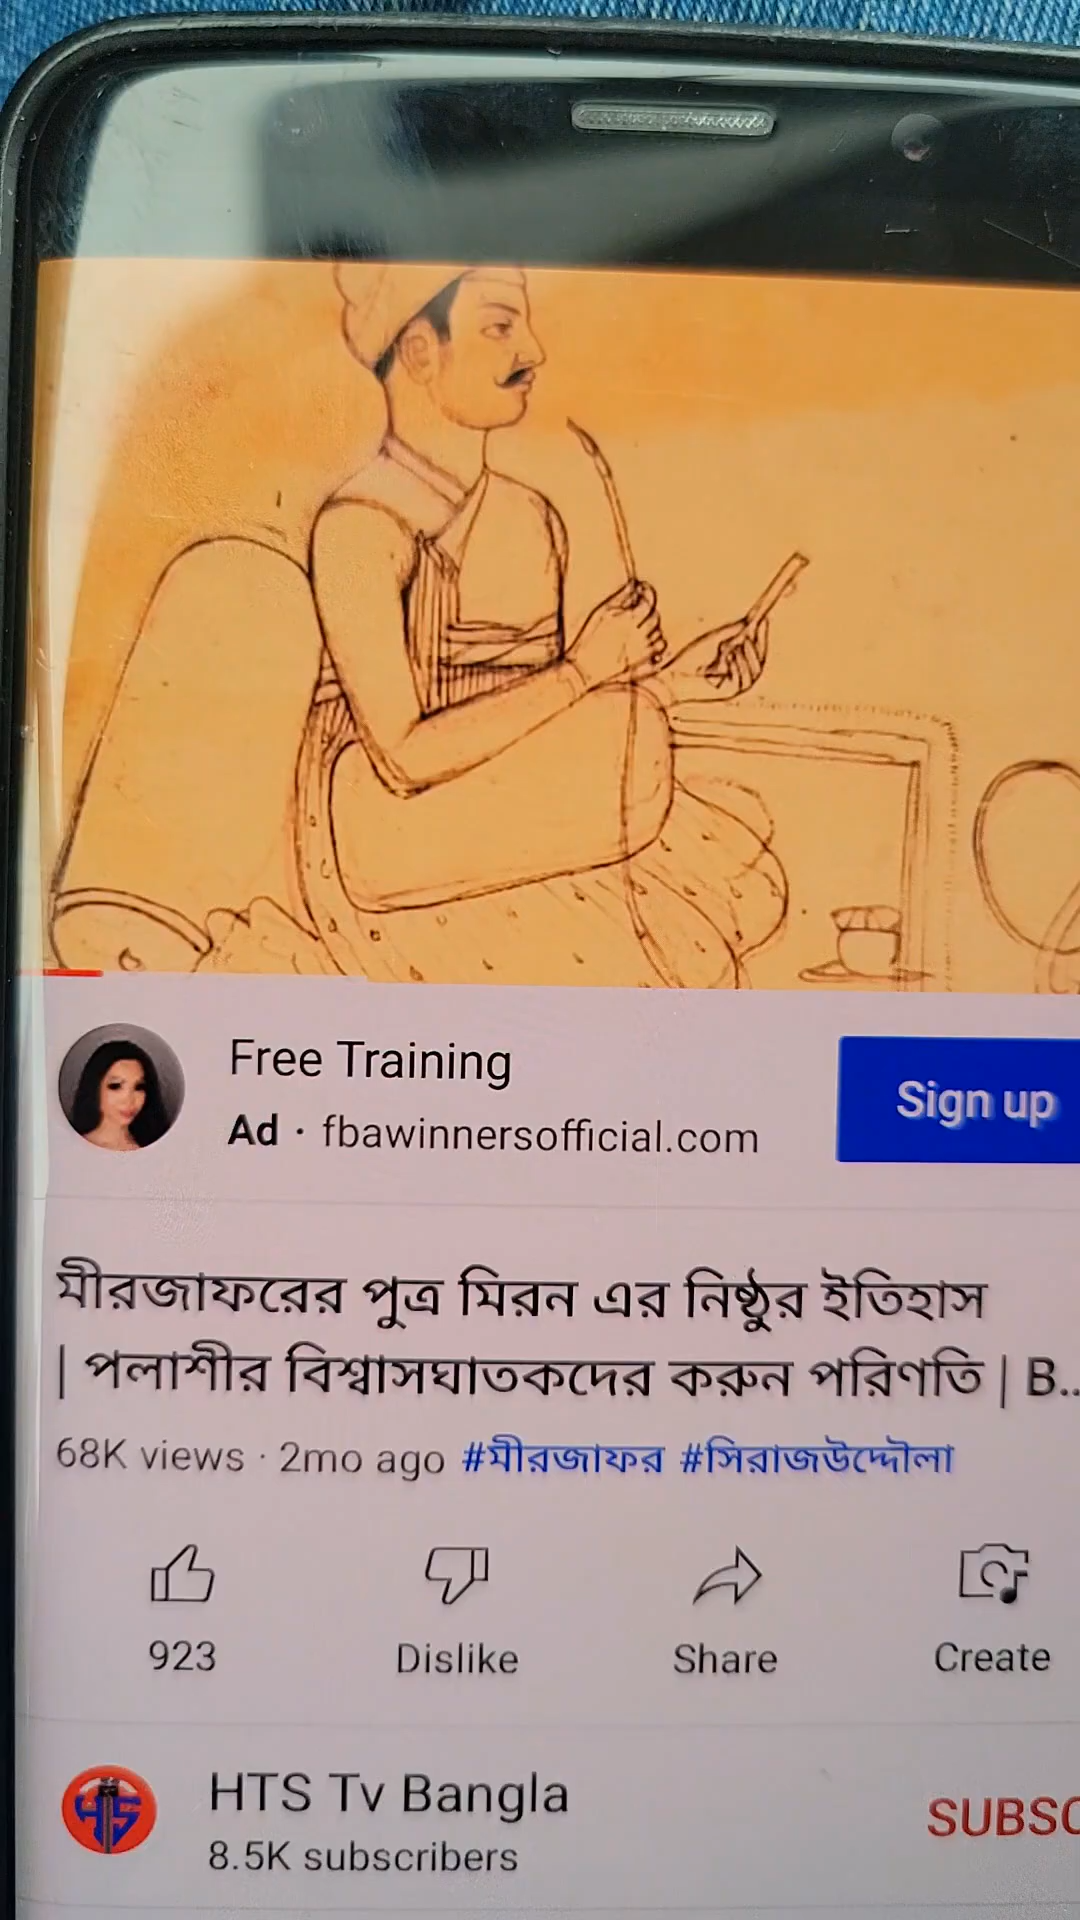 Free Training
Sign up
Ad · fbawinnersofficial.com
মীরজাফরের পুত্র মিরন এর নিষ্ঠুর ইতিহাস
| পলাশীর বিশ্বাসঘাতকদের করুন পরিণতি | B...
68K views · 2mo ago #মীরজাফর #সিরাজউদ্দৌলা
923 Dislike Share Create
HTS
HTS Tv Bangla
SUBSC
8.5K subscribers